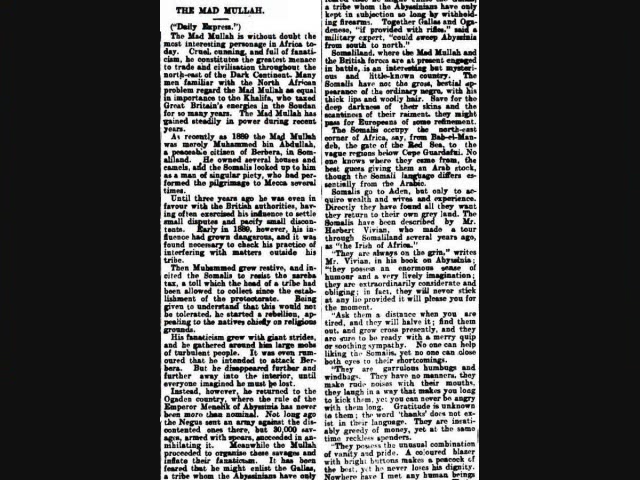 THE MAD MULLAH.
("Daily Express.")
The Mad Mullah is without doubt the
most interesting personage in Africa to-
day. Cruel, cunning, and full of fanati-
cism, he constitutes the greatest menace
to trade and civilisation throughout the
north-east of the Dark Continent. Many
men familiar with the North African
problem regard the Mad Mullah as equal
in importance to the Khalifa, who taxed
Great Britain's energies in the Soudan
for so many years. The Mad Mullah has
gained steadily in power during recent
years.
As recently as 1889 the Mad Mullah
was merely Muhammed bin Abdullah,
a peaceable citizen of Berbera, in Som-
aliland. He owned several houses and
camels, and the Somalis looked up to him
as a man of singular piety, who had per-
formed the pilgrimage to Mecca several
times.
Until three years ago he was even in
favour with the British authorities, hav-
ing often exercised his influence to settle
small disputes and pacify small discon-
tents. Early in 1889, however, his in-
fluence had grown dangerous, and it was
found necessary to check his practice of
interfering with matters outside his
tribe.
Then Muhammed grew restive, and in-
cited the Somalis to resist the zareba
tax, a toll which the head of a tribe had
been allowed to collect since the estab-
lishment of the protectorate. Being
given to understand that this would not
be tolerated, he started a rebellion, ap-
pealing to the natives chiefly on religious
grounds.
His fanaticism grew with giant strides,
and he gathered around him large mobs
of turbulent people. It was even rum-
oured that he intended to attack Ber-
bera. But he disappeared further and
further away into the interior, until
everyone imagined he must be lost.
Instead, however, he returned to the
Ogaden country, where the rule of the
Emperor Menelik of Abyssinia has never
been more than nominal. Not long ago
the Negus sent an army against the dis-
contented ones there, but 30,000 sav-
ages, armed with spears, succeeded in an-
nihilating it. Meanwhile the Mullah
proceeded to organise these savages and
inflate their fanaticism. It has been
feared that he might enlist the Gallas,
a tribe whom the Abyssinians have only
a tribe whom the Abyssinians have only
kept in subjection so long by withhold-
ing firearms. Together Gallas and Oga-
deness, "if provided with rifles," said a
military expert, "could sweep Abyssinia
from south to north."
Somaliland, where the Mad Mullah and
the British forces are at present engaged
in battle, is an interesting but mysteri-
ous and little-known country. The
Somalis have not the gross, bestial ap-
pearance of the ordinary negro, with his
thick lips and woolly hair. Save for the
deep darkness of their skins and the
scantiness of their raiment, they might
pass for Europeans of some refinement.
The Somalis occupy the north-east
corner of Africa, say, from Bab-el-Man-
deb, the gate of the Red Sea, to the
vague regions below Cape Guardafui. No
one knows where they came from, the
best guess giving them an Arab stock,
though the Somali language differs es-
sentially from the Arabic.
Somalis go to Aden, but only to ac-
quire wealth and wives and experience.
Directly they have found all they want
they return to their own grey land. The
Somalis have been described by Mr.
Herbert Vivian, who made a tour
through Somaliland several years ago,
as "the Irish of Africa."
"They are always on the grin," writes
Mr. Vivian, in his book on Abyssinia;
"they possess an enormous sense of
humour and a very lively imagination;
they are extraordinarily considerate and
obliging; in fact, they will never stick
at any lie provided it will please you for
the moment.
"Ask them a distance when you are
tired, and they will halve it; find them
out, and grow cross presently, and they
are sure to be ready with a merry quip
or soothing sympathy. No one can help
liking the Somalis, yet no one can close
both eyes to their shortcomings.
"They are garrulous humbugs and
windbags. They have no manners, they
make rude noises with their mouths,
they laugh in a way that makes you long
to kick them, yet you can never be angry
with them long. Gratitude is unknown
to them; the word 'thanks' does not ex-
ist in their language. They are insati-
ably greedy of money, yet at the same
time reckless spenders.
"They possess the unusual combination
of vanity and pride. A coloured blazer
with bright buttons makes a peacock of
the best, yet he never loses his dignity.
Nowhere have I met any human beings